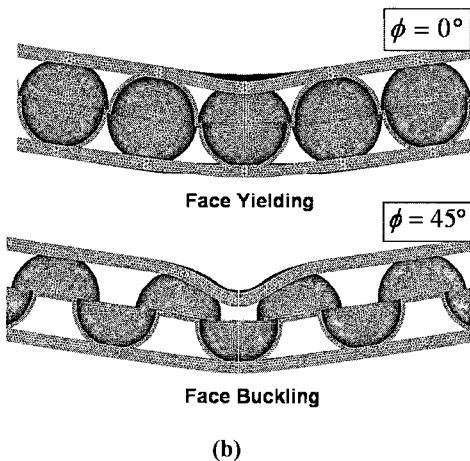 ϕ = 0°
Face Yielding
ϕ = 45°
Face Buckling
(b)